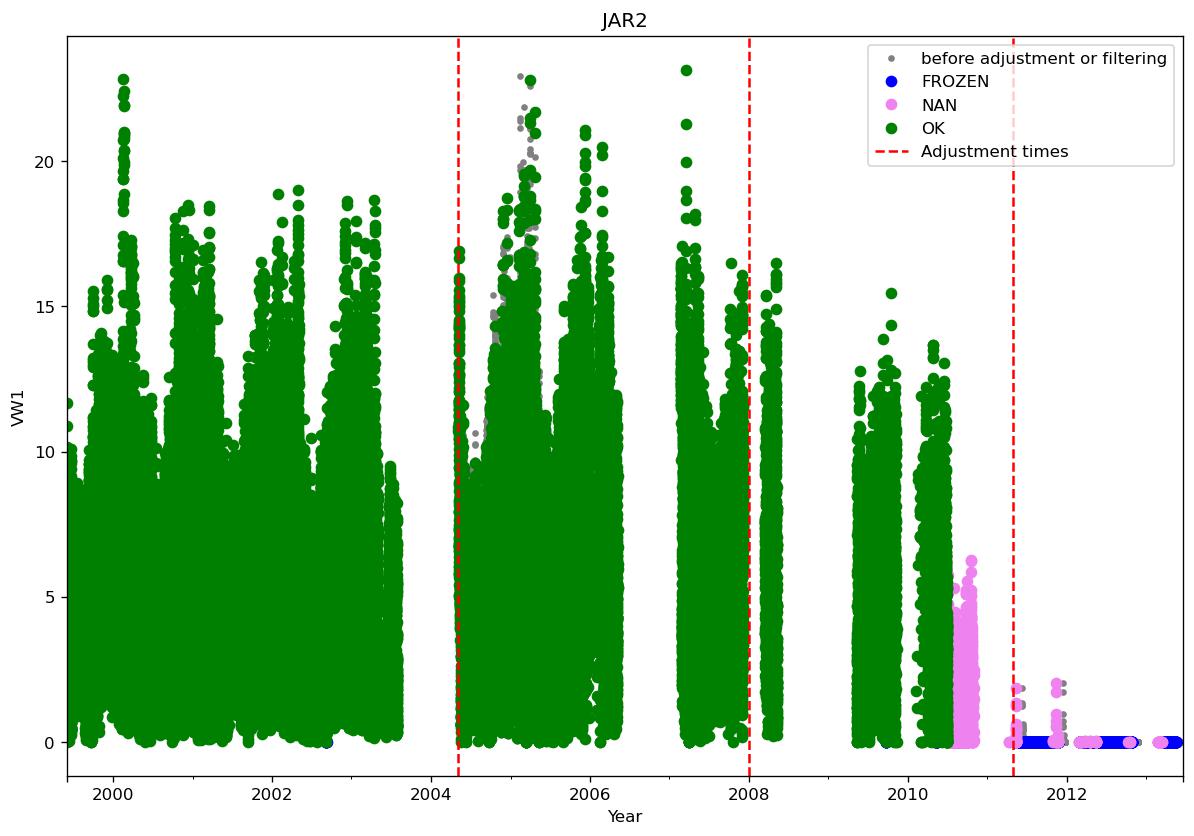 JAR2
before adjustment or filtering
FROZEN
NAN
OK
Adjustment times
VW1
20
15
10
5
0
2000 2002 2004 2006 2008 2010 2012
Year